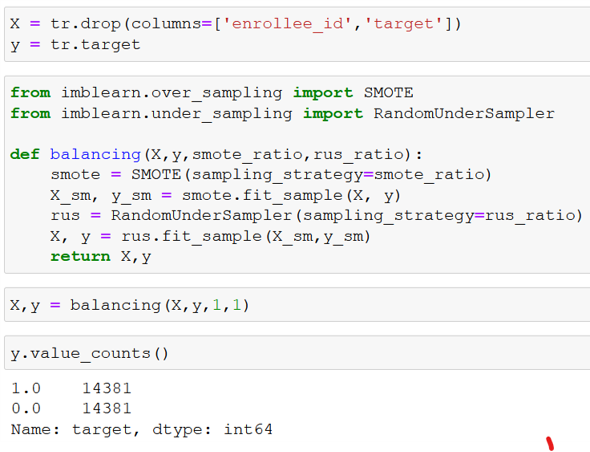 X = tr.drop(columns=['enrollee_id','target'])
y = tr.target
from imblearn.over_sampling import SMOTE
from imblearn.under_sampling import RandomUnderSampler
def balancing(X,y,smote_ratio,rus_ratio):
    smote = SMOTE(sampling_strategy=smote_ratio)
    X_sm, y_sm = smote.fit_sample(X, y)
    rus = RandomUnderSampler(sampling_strategy=rus_ratio)
    X, y = rus.fit_sample(X_sm,y_sm)
    return X,y
X,y = balancing(X,y,1,1)
y.value_counts()
1.0    14381
0.0    14381
Name: target, dtype: int64